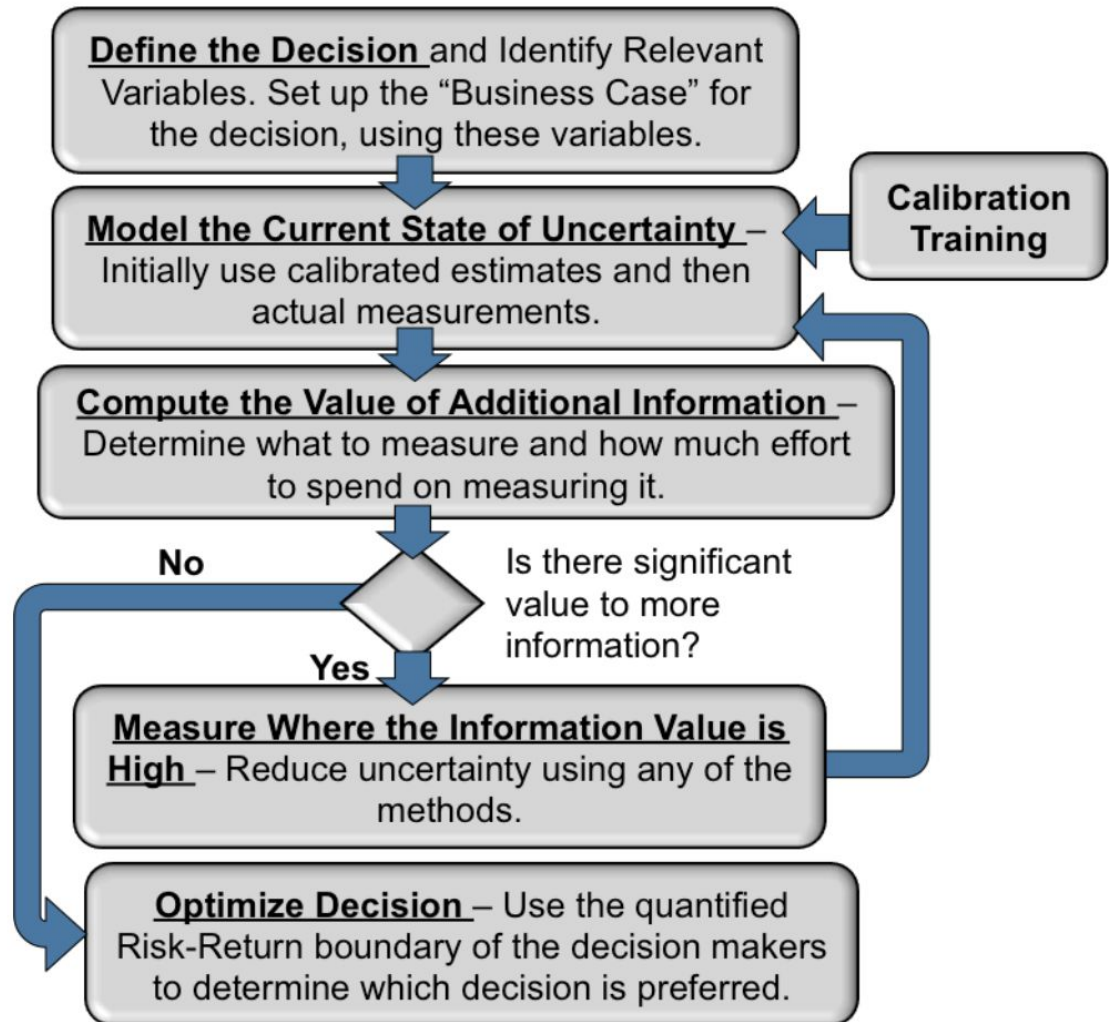 Define the Decision and Identify Relevant
Variables. Set up the “Business Case” for
the decision, using these variables.
Calibration
Training
Model the Current State of Uncertainty –
Initially use calibrated estimates and then
actual measurements.
Compute the Value of Additional Information –
Determine what to measure and how much effort
to spend on measuring it.
No
Is there significant
value to more
information?
Yes
Measure Where the Information Value is
High – Reduce uncertainty using any of the
methods.
Optimize Decision – Use the quantified
Risk-Return boundary of the decision makers
to determine which decision is preferred.